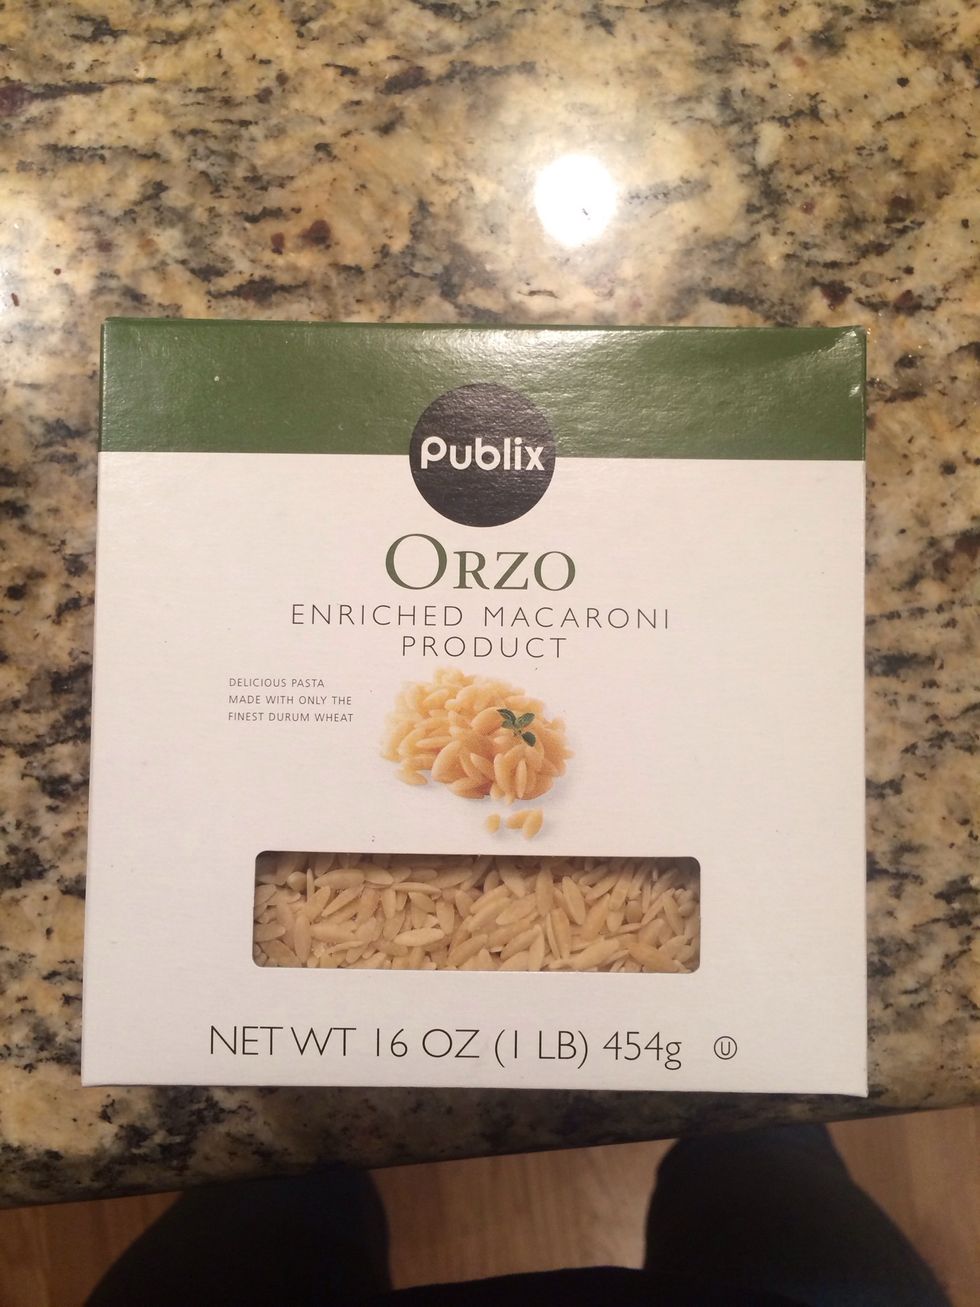 Publix
ORZO
ENRICHED MACARONI
PRODUCT
DELICIOUS PASTA
MADE WITH ONLY THE
FINEST DURUM WHEAT
NET WT 16 OZ (1 LB) 454g U